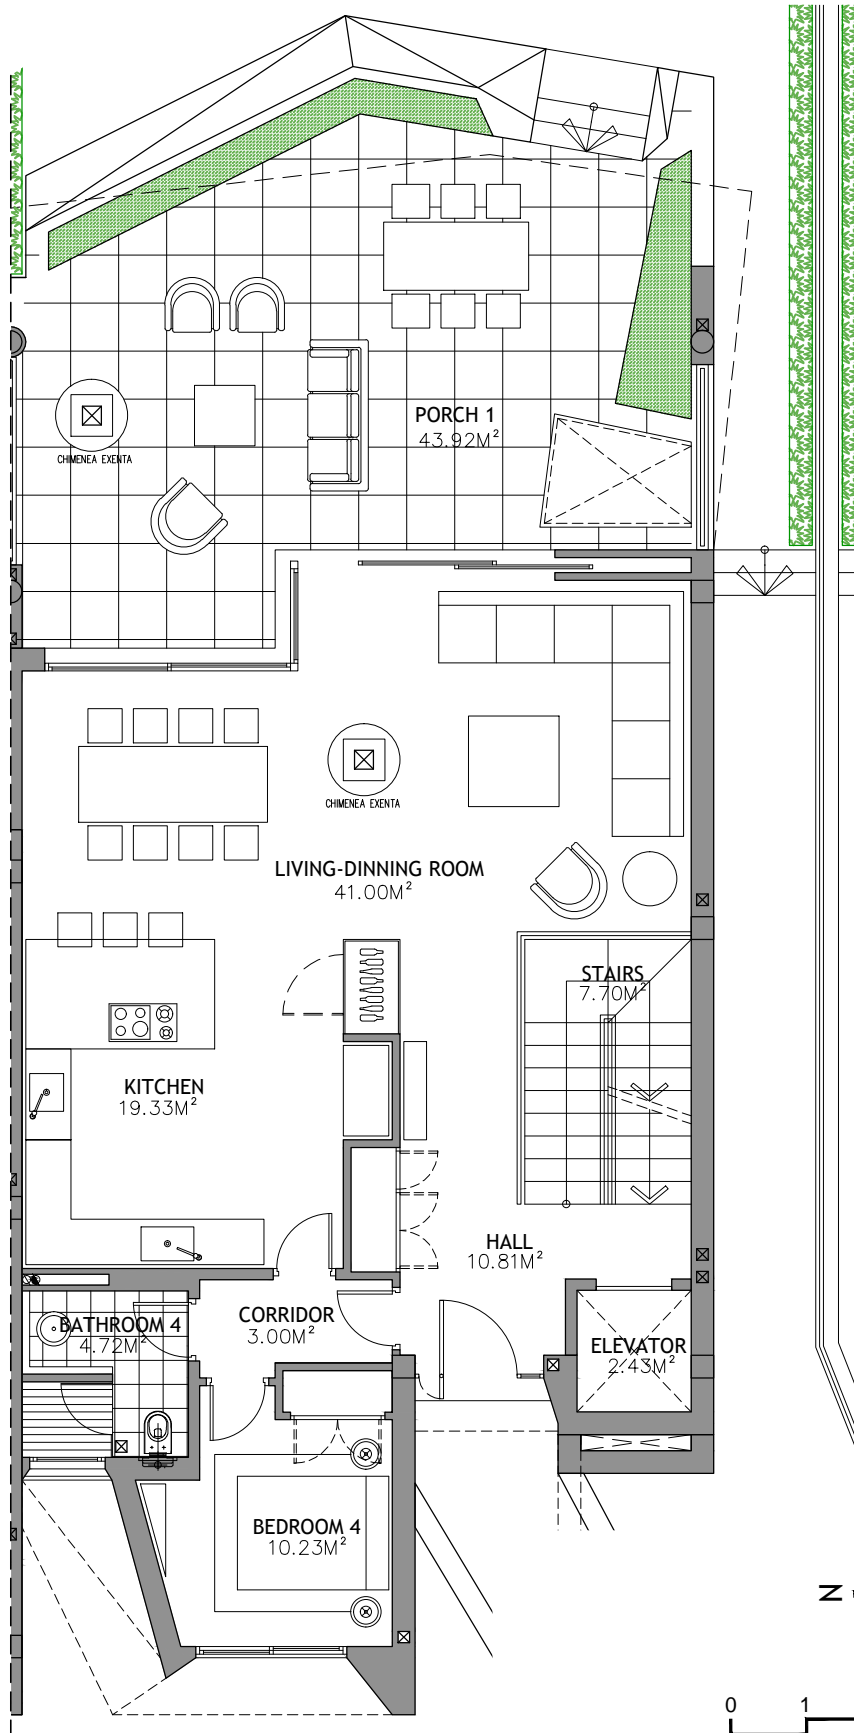 PORCH 1
43.92M²
CHIMENEA EXENTA
CHIMENEA EXENTA
LIVING-DINNING ROOM
41.00M²
STAIRS
7.70M²
KITCHEN
19.33M²
HALL
10.81M²
CORRIDOR
3.00M²
BATHROOM 4
4.72M²
ELEVATOR
2.43M²
BEDROOM 4
10.23M²
N
0 1